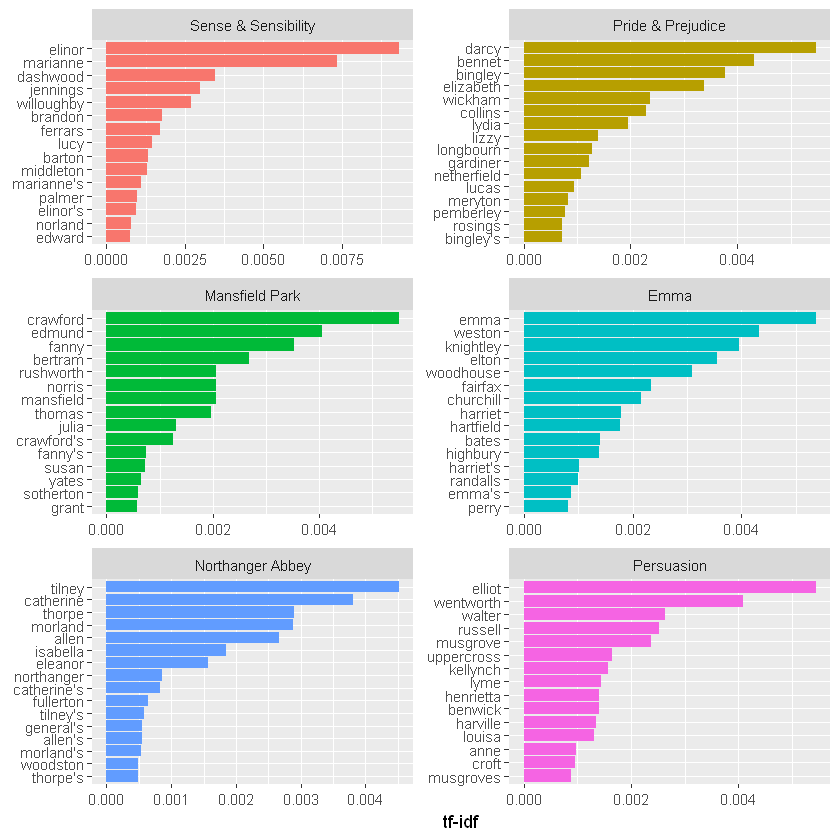 Sense & Sensibility
elinor
marianne
dashwood
jennings
willoughby
brandon
ferrars
lucy
barton
middleton
marianne's
palmer
elinor's
norland
edward
0.0000 0.0025 0.0050 0.0075
Pride & Prejudice
darcy
bennet
bingley
elizabeth
wickham
collins
lydia
lizzy
longbourn
gardiner
netherfield
lucas
meryton
pemberley
rosings
bingley's
0.000 0.002 0.004
Mansfield Park
crawford
edmund
fanny
bertram
rushworth
norris
mansfield
thomas
julia
crawford's
fanny's
susan
yates
sotherton
grant
0.000 0.002 0.004
Emma
emma
weston
knightley
elton
woodhouse
fairfax
churchill
harriet
hartfield
bates
highbury
harriet's
randalls
emma's
perry
0.000 0.002 0.004
Northanger Abbey
tilney
catherine
thorpe
morland
allen
isabella
eleanor
northanger
catherine's
fullerton
tilney's
general's
allen's
morland's
woodston
thorpe's
0.000 0.001 0.002 0.003 0.004
Persuasion
elliot
wentworth
walter
russell
musgrove
uppercross
kellynch
lyme
henrietta
benwick
harville
louisa
anne
croft
musgroves
0.000 0.002 0.004
tf-idf